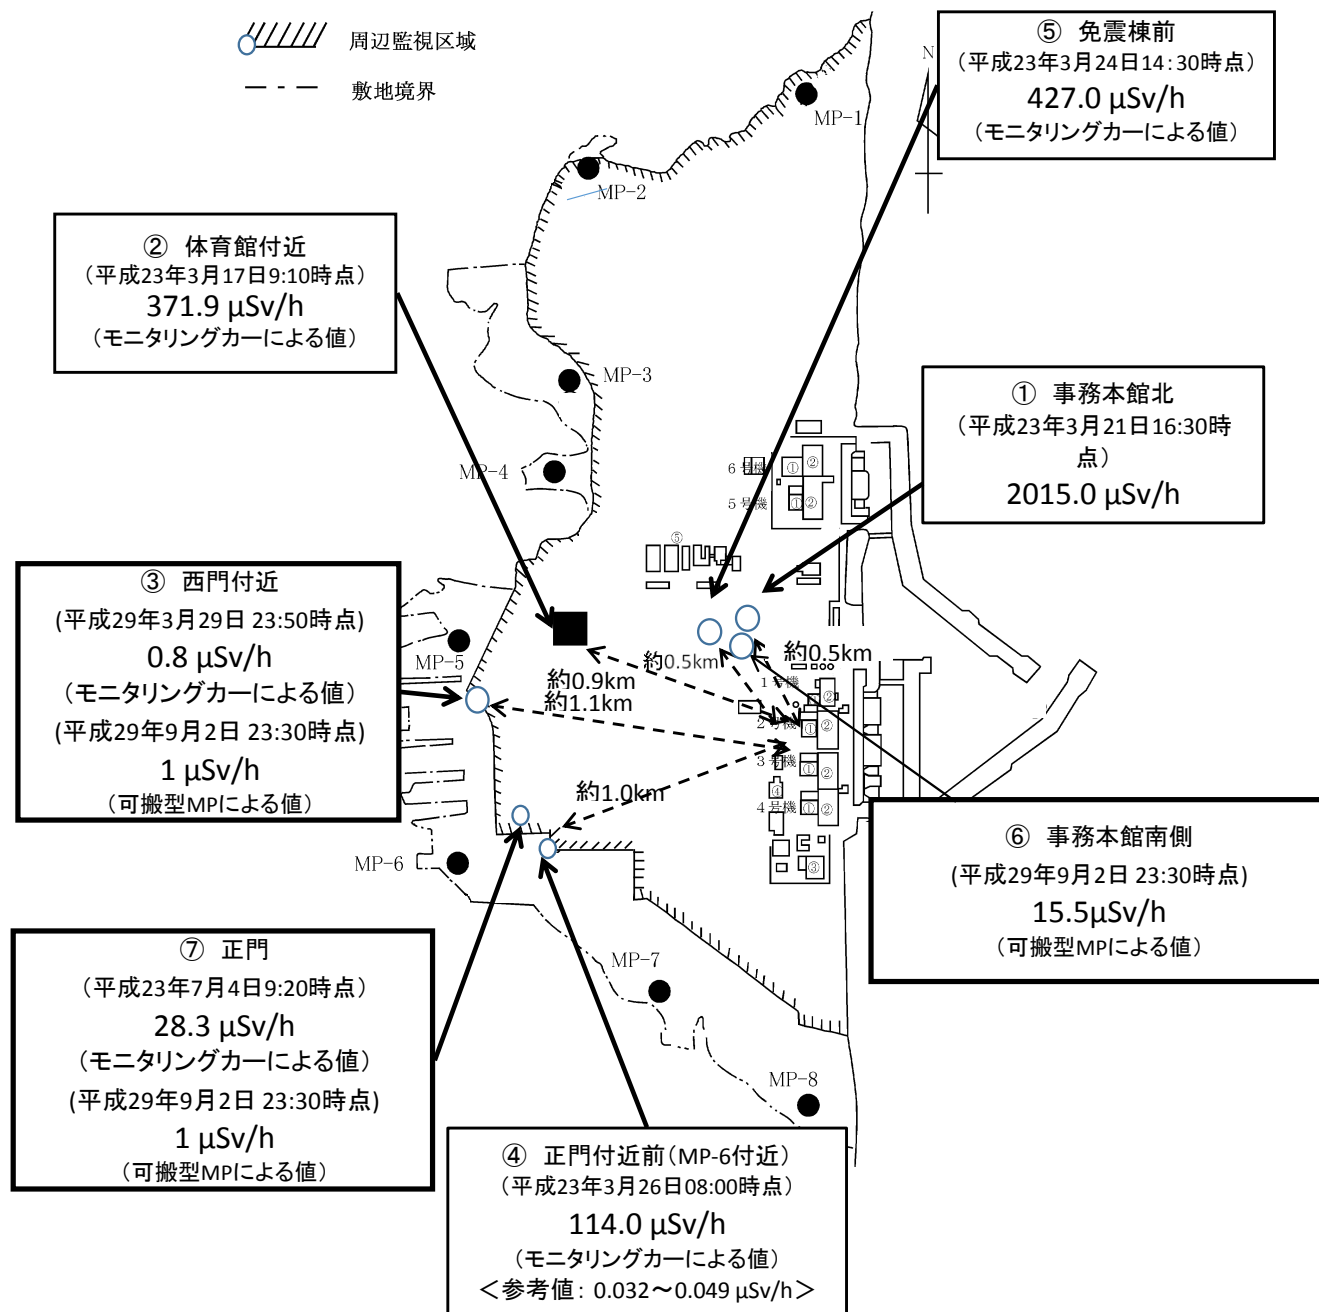 周辺監視区域
敷地境界
⑤ 免震棟前
（平成23年3月24日14：30時点）
427.0 μSv/h
（モニタリングカーによる値）
N
MP-1
MP-2
② 体育館付近
（平成23年3月17日9:10時点）
371.9 μSv/h
（モニタリングカーによる値）
MP-3
① 事務本館北
（平成23年3月21日16:30時
点）
2015.0 μSv/h
MP-4
６号機
① ②
５号機
① ②
⑤
③ 西門付近
(平成29年3月29日 23:50時点)
0.8 μSv/h
（モニタリングカーによる値）
(平成29年9月2日 23:30時点)
1 μSv/h
（可搬型MPによる値）
MP-5
約0.5km
約0.5km
約0.9km
約1.1km
１号機
②
２号機
① ②
３号機
① ②
約1.0km
④
４号機
① ②
③
MP-6
⑥ 事務本館南側
(平成29年9月2日 23:30時点)
15.5μSv/h
（可搬型MPによる値）
⑦ 正門
（平成23年7月4日9:20時点）
28.3 μSv/h
（モニタリングカーによる値）
(平成29年9月2日 23:30時点)
1 μSv/h
（可搬型MPによる値）
MP-7
MP-8
④ 正門付近前（MP-6付近）
（平成23年3月26日08:00時点）
114.0 μSv/h
（モニタリングカーによる値）
＜参考値： 0.032～0.049 μSv/h＞